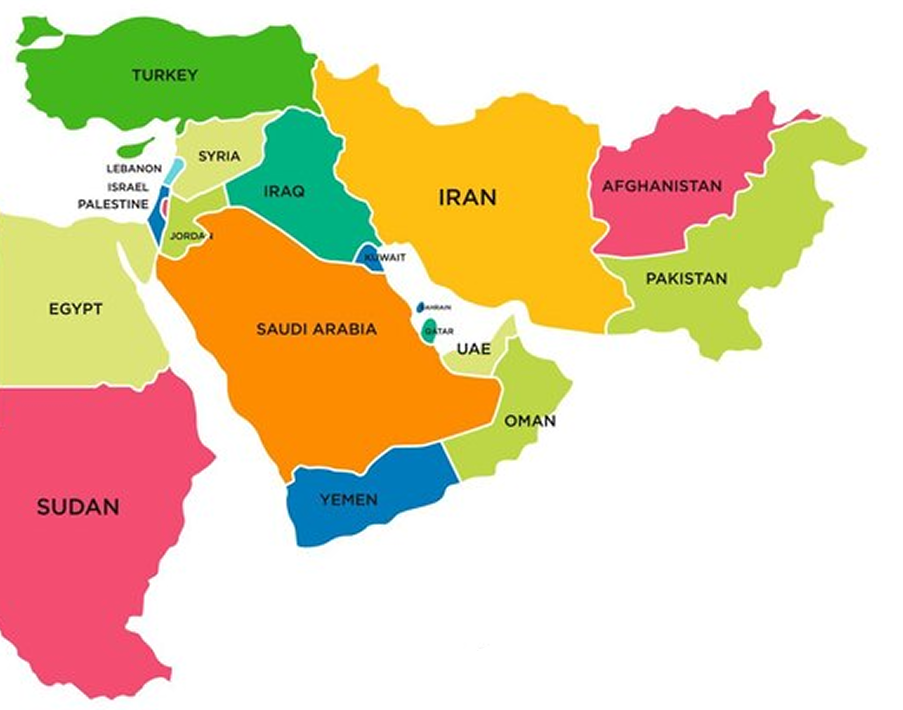 TURKEY
SYRIA
LEBANON
ISRAEL
PALESTINE
IRAQ
IRAN
AFGHANISTAN
JORDAN
KUWAIT
PAKISTAN
EGYPT
BAHRAIN
SAUDI ARABIA
QATAR
UAE
OMAN
YEMEN
SUDAN